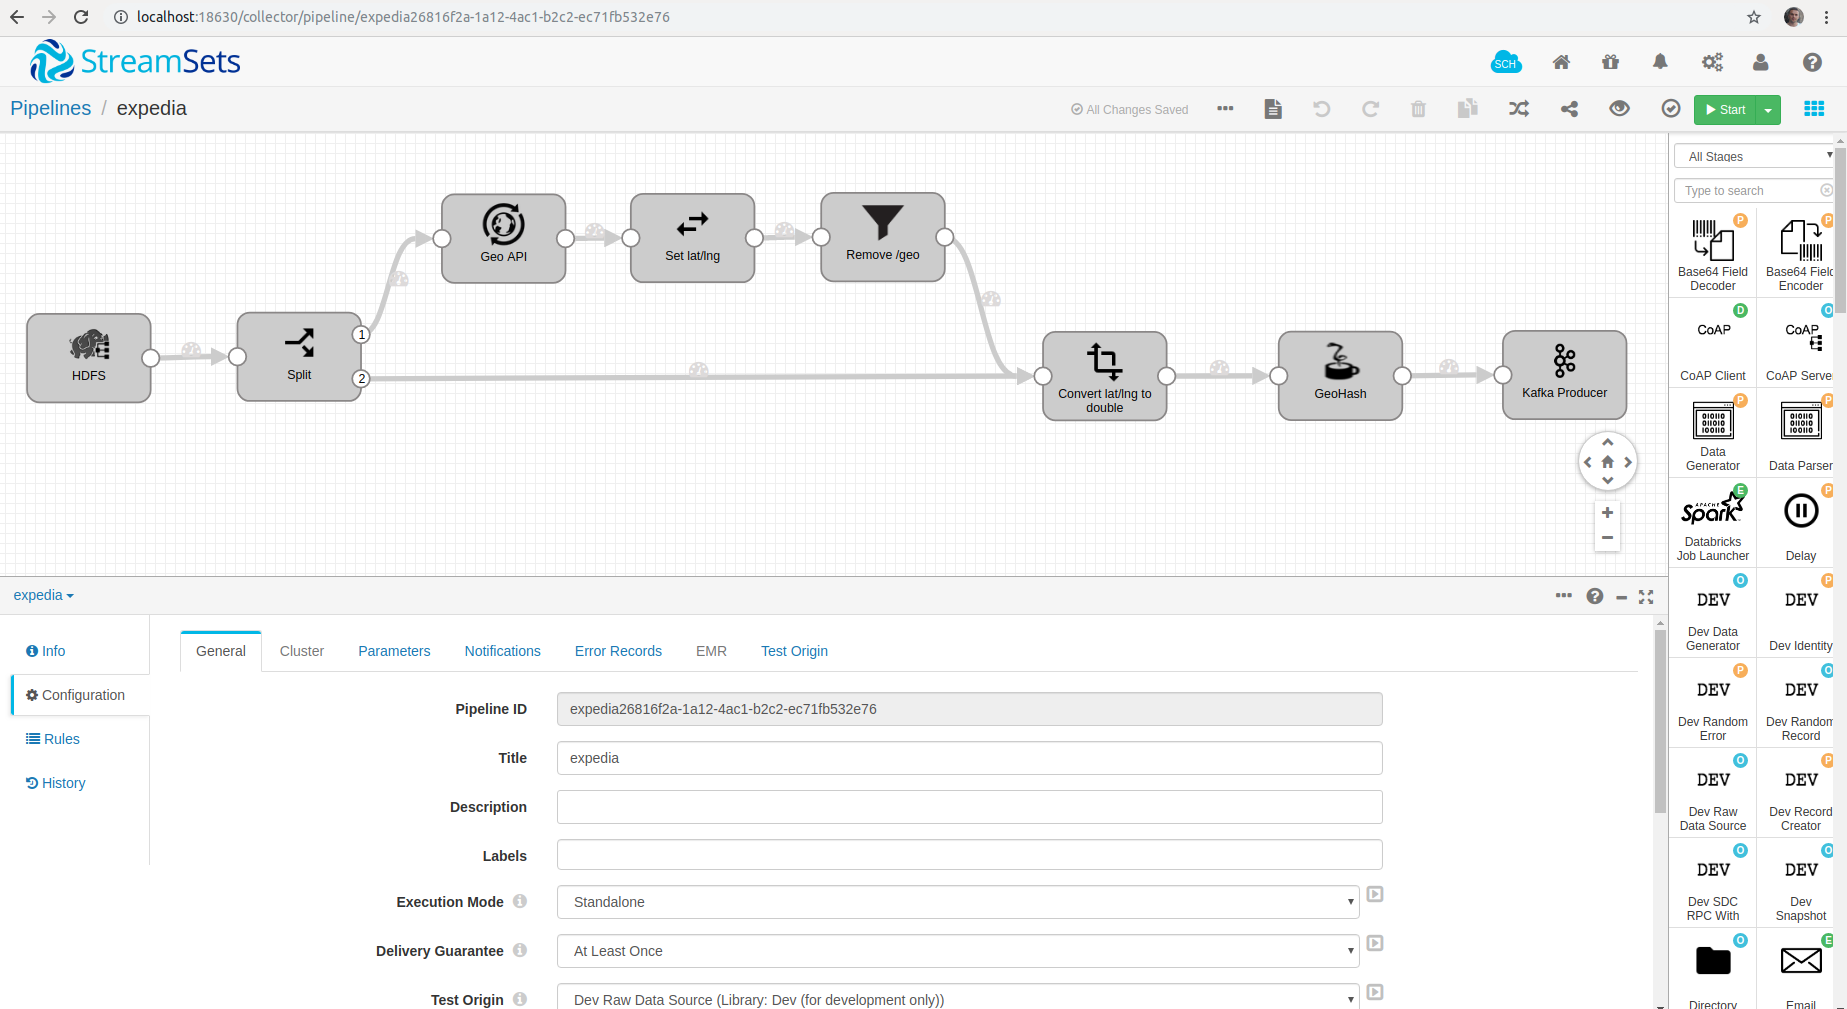 localhost:18630/collector/pipeline/expedia26816f2a-1a12-4ac1-b2c2-ec71fb532e76
StreamSets
SCH
Pipelines / expedia
All Changes Saved
Start
All Stages
Type to search
HDFS
Split
1
2
Geo API
Set lat/lng
Remove /geo
Convert lat/lng to
double
GeoHash
Kafka Producer
P
P
Base64 Field
Decoder
Base64 Field
Encoder
D
O
CoAP
CoAP
CoAP Client
CoAP Server
P
P
Data
Generator
Data Parser
E
P
APACHE
Spark
Databricks
Job Launcher
Delay
O
P
DEV
DEV
Dev Data
Generator
Dev Identity
P
O
DEV
DEV
Dev Random
Error
Dev Random
Record
O
P
DEV
DEV
Dev Raw
Data Source
Dev Record
Creator
O
O
DEV
DEV
Dev SDC
RPC With
Dev
Snapshot
O
E
Directory
Email
expedia
Info
Configuration
Rules
History
General
Cluster
Parameters
Notifications
Error Records
EMR
Test Origin
Pipeline ID
expedia26816f2a-1a12-4ac1-b2c2-ec71fb532e76
Title
expedia
Description
Labels
Execution Mode
Standalone
Delivery Guarantee
At Least Once
Test Origin
Dev Raw Data Source (Library: Dev (for development only))